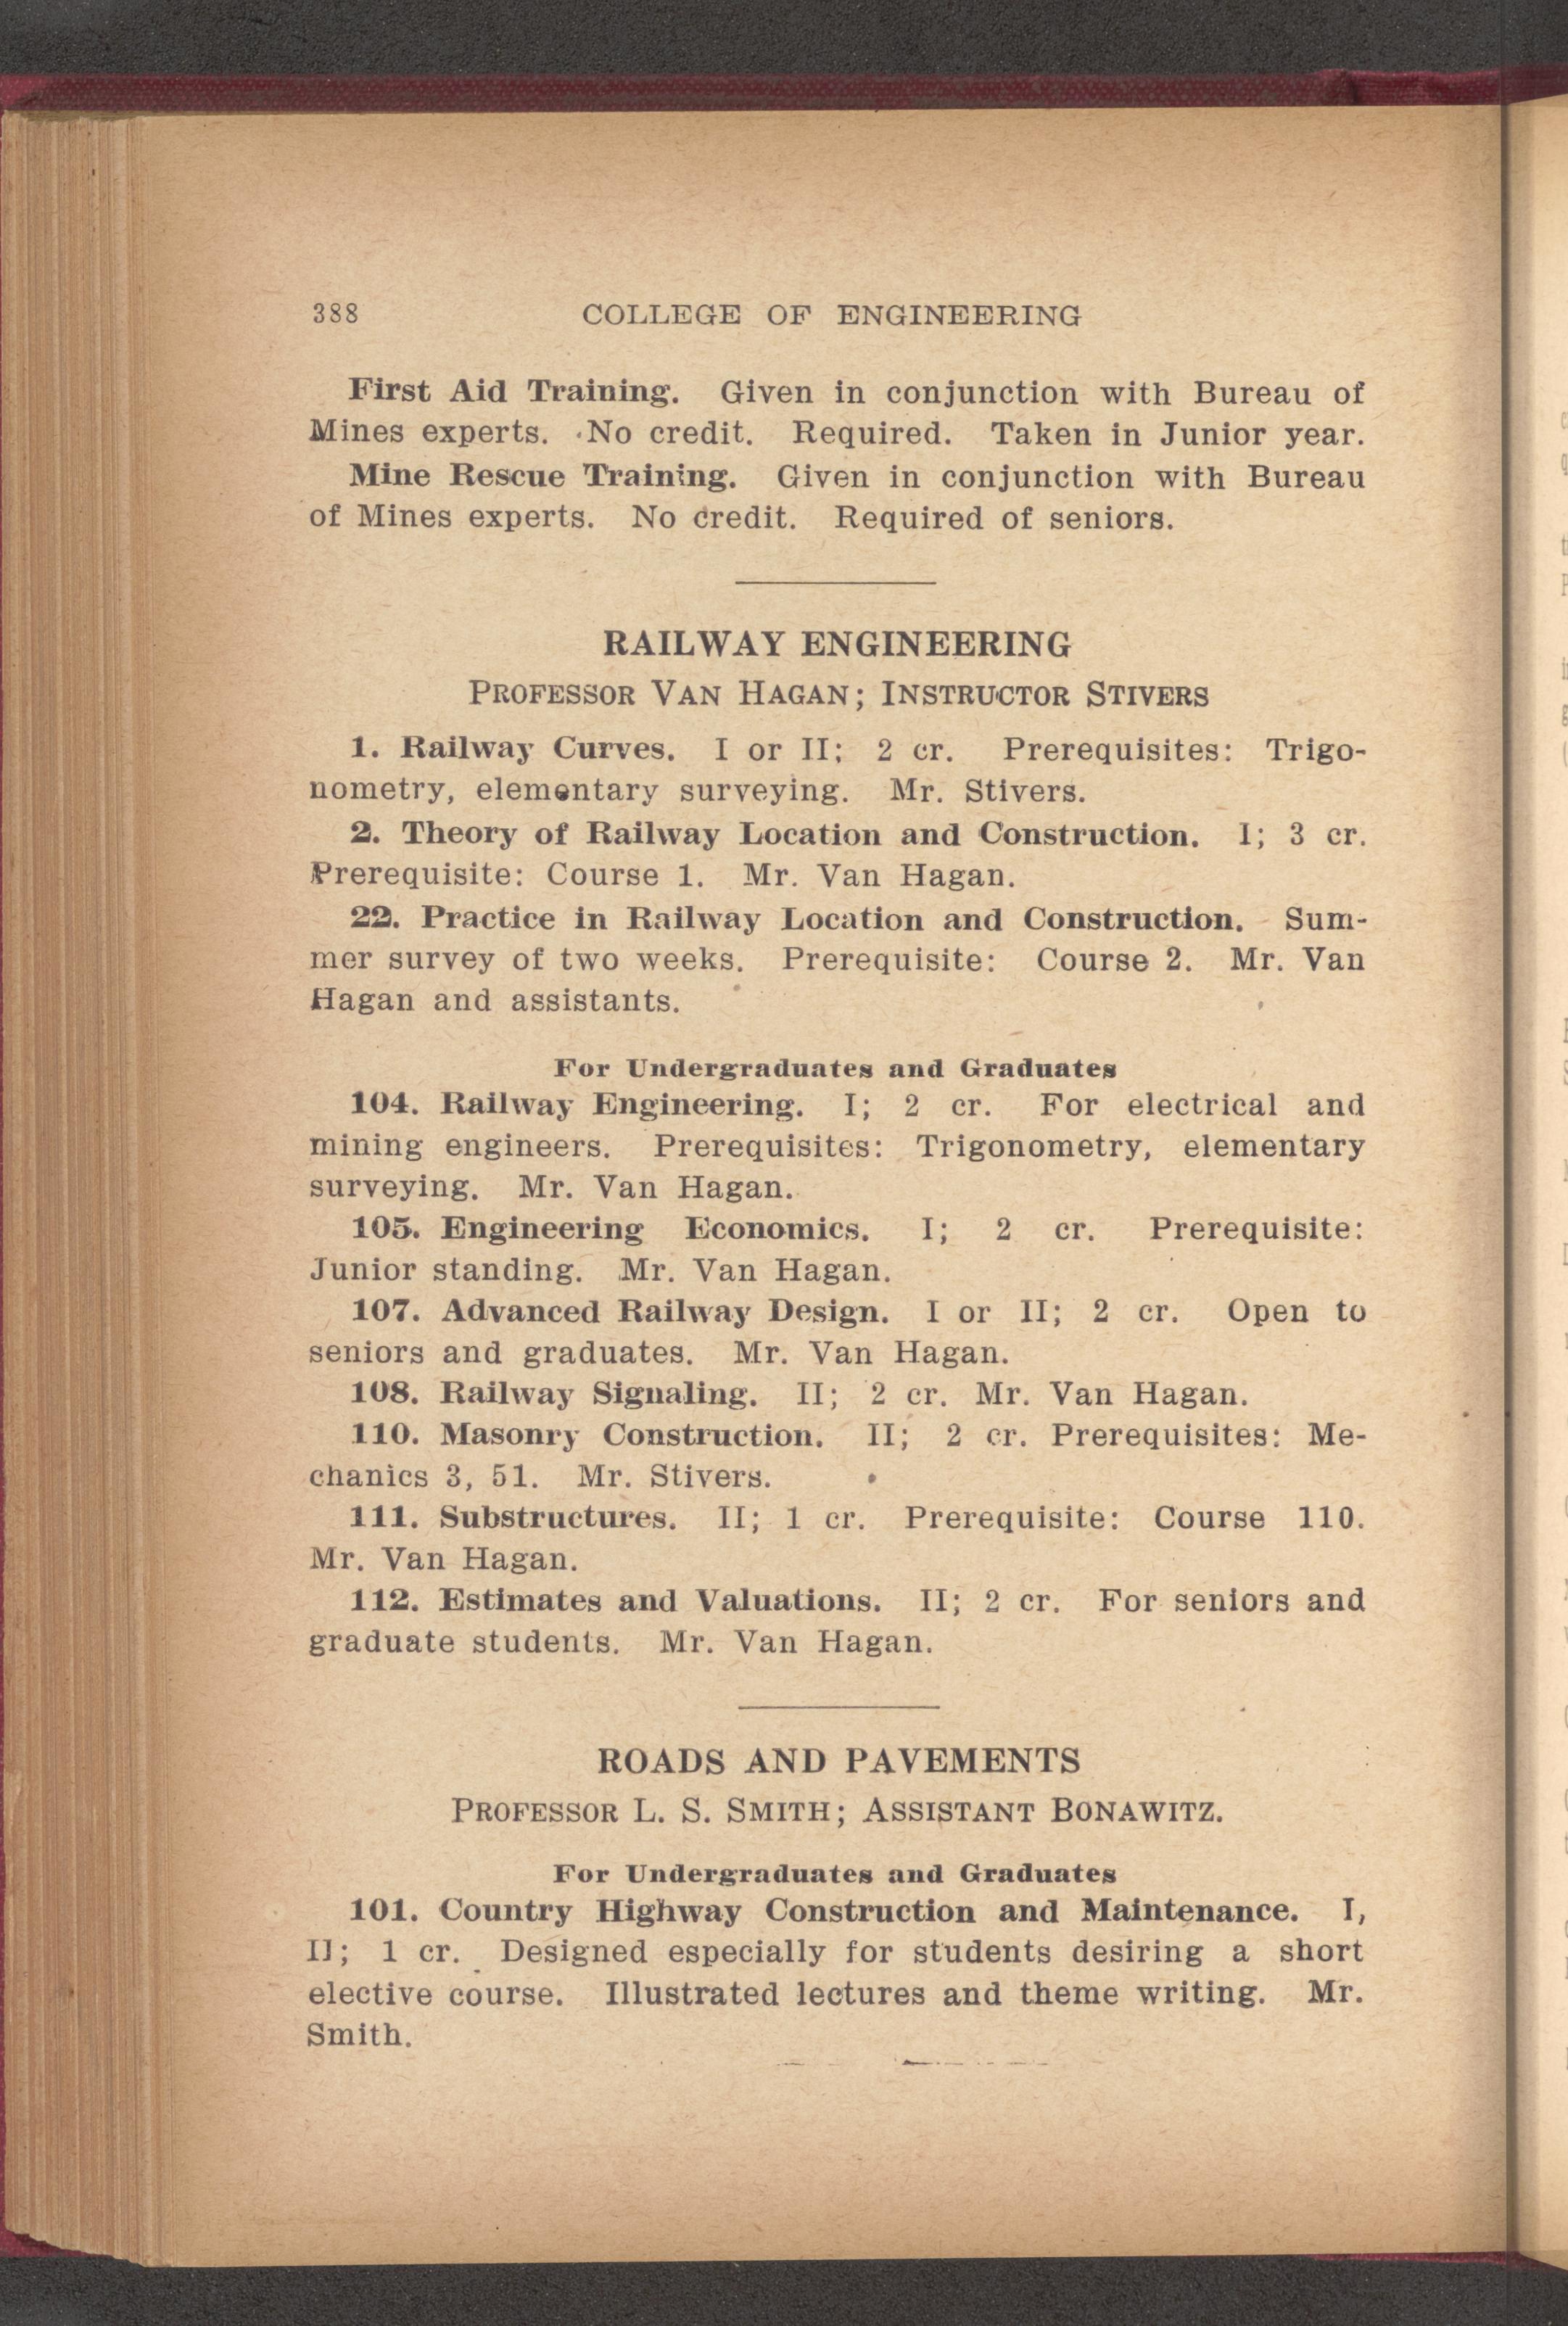 388 COLLEGE OF ENGINEERING
First Aid Training. Given in conjunction with Bureau of
Mines experts. No credit. Required. Taken in Junior year.
Mine Rescue Training. Given in conjunction with Bureau
of Mines experts. No credit. Required of seniors.
RAILWAY ENGINEERING
PROFESSOR VAN HAGAN; INSTRUCTOR STIVERS
1. Railway Curves. I or II; 2 cr. Prerequisites: Trigo-
nometry, elementary surveying. Mr. Stivers.
2. Theory of Railway Location and Construction. I; 3 cr.
Prerequisite: Course 1. Mr. Van Hagan.
22. Practice in Railway Location and Construction. Sum-
mer survey of two weeks. Prerequisite: Course 2. Mr. Van
Hagan and assistants.
For Undergraduates and Graduates
104. Railway Engineering. I; 2 cr. For electrical and
mining engineers. Prerequisites: Trigonometry, elementary
surveying. Mr. Van Hagan.
105. Engineering Economics. I; 2 cr. Prerequisite:
Junior standing. Mr. Van Hagan.
107. Advanced Railway Design. I or II; 2 cr. Open to
seniors and graduates. Mr. Van Hagan.
108. Railway Signaling. II; 2 cr. Mr. Van Hagan.
110. Masonry Construction. II; 2 cr. Prerequisites: Me-
chanics 3, 51. Mr. Stivers.
111. Substructures. II; 1 cr. Prerequisite: Course 110.
Mr. Van Hagan.
112. Estimates and Valuations. II; 2 cr. For seniors and
graduate students. Mr. Van Hagan.
ROADS AND PAVEMENTS
PROFESSOR L. S. SMITH; ASSISTANT BONAWITZ.
For Undergraduates and Graduates
101. Country Highway Construction and Maintenance. I,
II; 1 cr. Designed especially for students desiring a short
elective course. Illustrated lectures and theme writing. Mr.
Smith.